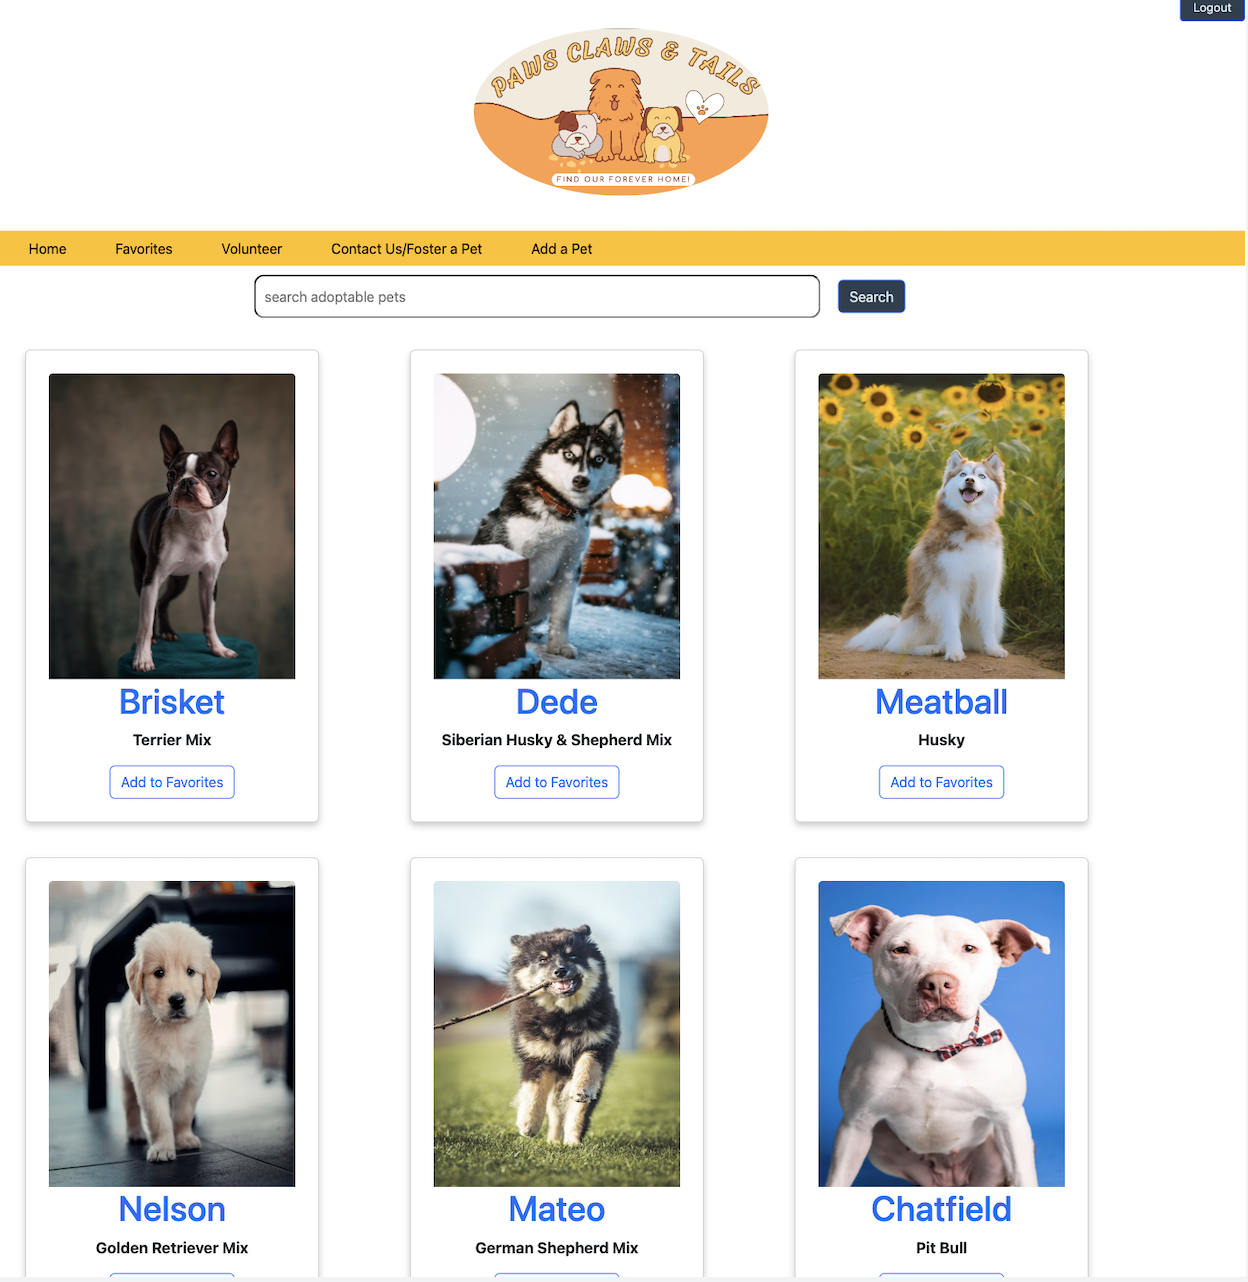 Logout
PAWS CLAWS & TAILS
FIND OUR FOREVER HOME!
Home Favorites Volunteer Contact Us/Foster a Pet Add a Pet
search adoptable pets Search
Brisket Dede Meatball
Terrier Mix Siberian Husky & Shepherd Mix Husky
Add to Favorites Add to Favorites Add to Favorites
Nelson Mateo Chatfield
Golden Retriever Mix German Shepherd Mix Pit Bull